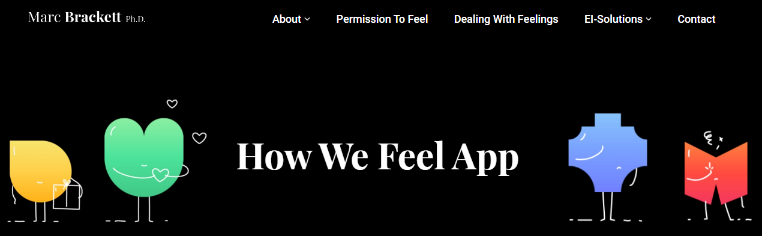 Marc Brackett Ph.D.
About
Permission To Feel
Dealing With Feelings
EI-Solutions
Contact
How We Feel App